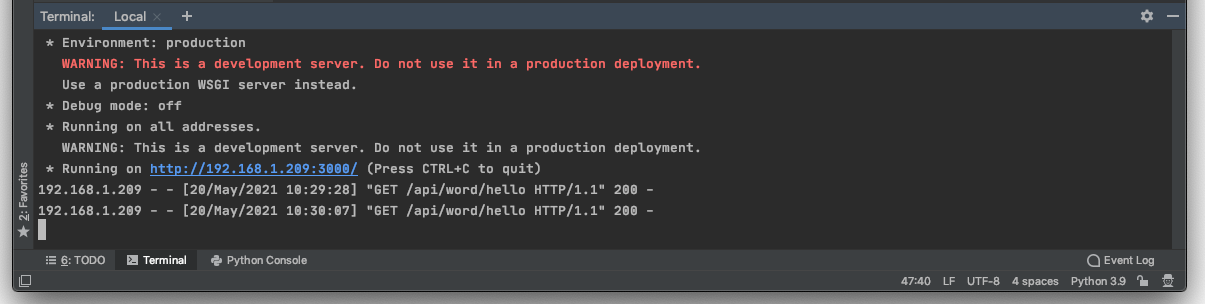 Terminal: Local × +
* Environment: production
WARNING: This is a development server. Do not use it in a production deployment.
Use a production WSGI server instead.
* Debug mode: off
* Running on all addresses.
WARNING: This is a development server. Do not use it in a production deployment.
* Running on http://192.168.1.209:3000/ (Press CTRL+C to quit)
192.168.1.209 - - [20/May/2021 10:29:28] "GET /api/word/hello HTTP/1.1" 200 -
192.168.1.209 - - [20/May/2021 10:30:07] "GET /api/word/hello HTTP/1.1" 200 -
2: Favorites
6: TODO Terminal Python Console Event Log
47:40 LF UTF-8 4 spaces Python 3.9